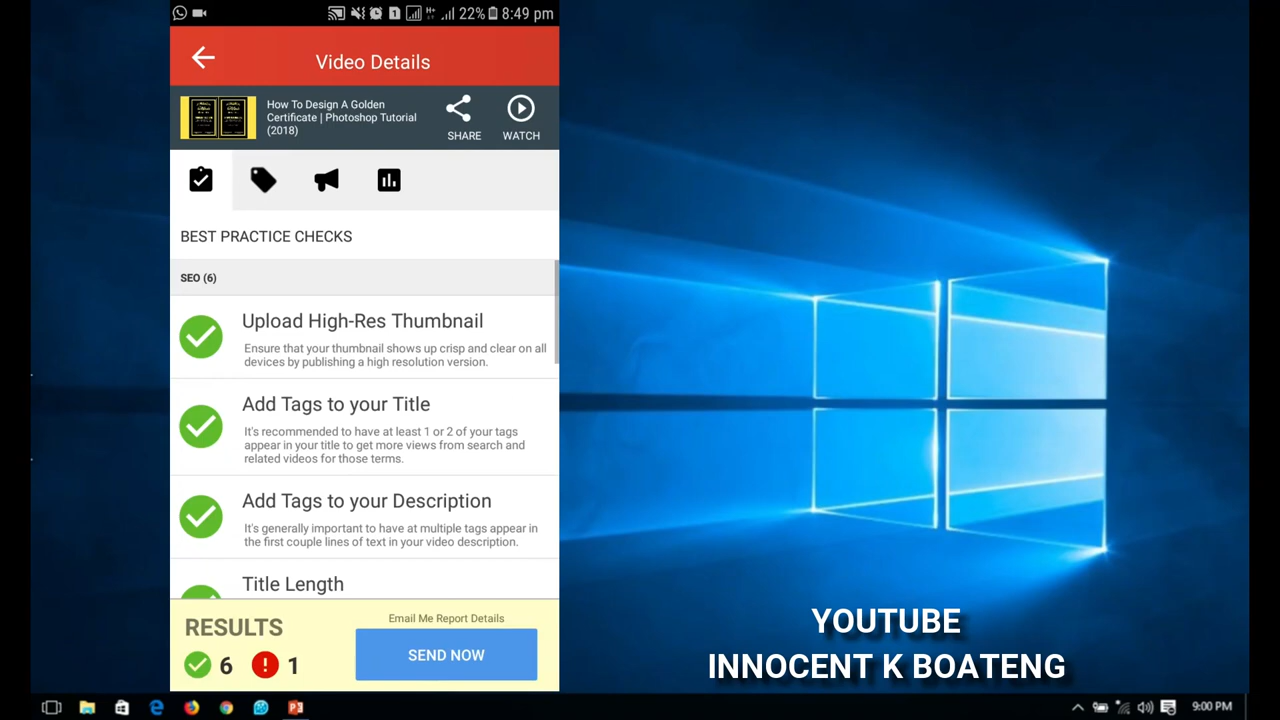 H+
22% 8:49 pm
Video Details
How To Design A Golden
Certificate | Photoshop Tutorial
(2018)
SHARE
WATCH
BEST PRACTICE CHECKS
SEO (6)
Upload High-Res Thumbnail
Ensure that your thumbnail shows up crisp and clear on all
devices by publishing a high resolution version.
Add Tags to your Title
It's recommended to have at least 1 or 2 of your tags
appear in your title to get more views from search and
related videos for those terms.
Add Tags to your Description
It's generally important to have at multiple tags appear in
the first couple lines of text in your video description.
Title Length
RESULTS
6 1
Email Me Report Details
SEND NOW
YOUTUBE
INNOCENT K BOATENG
9:00 PM